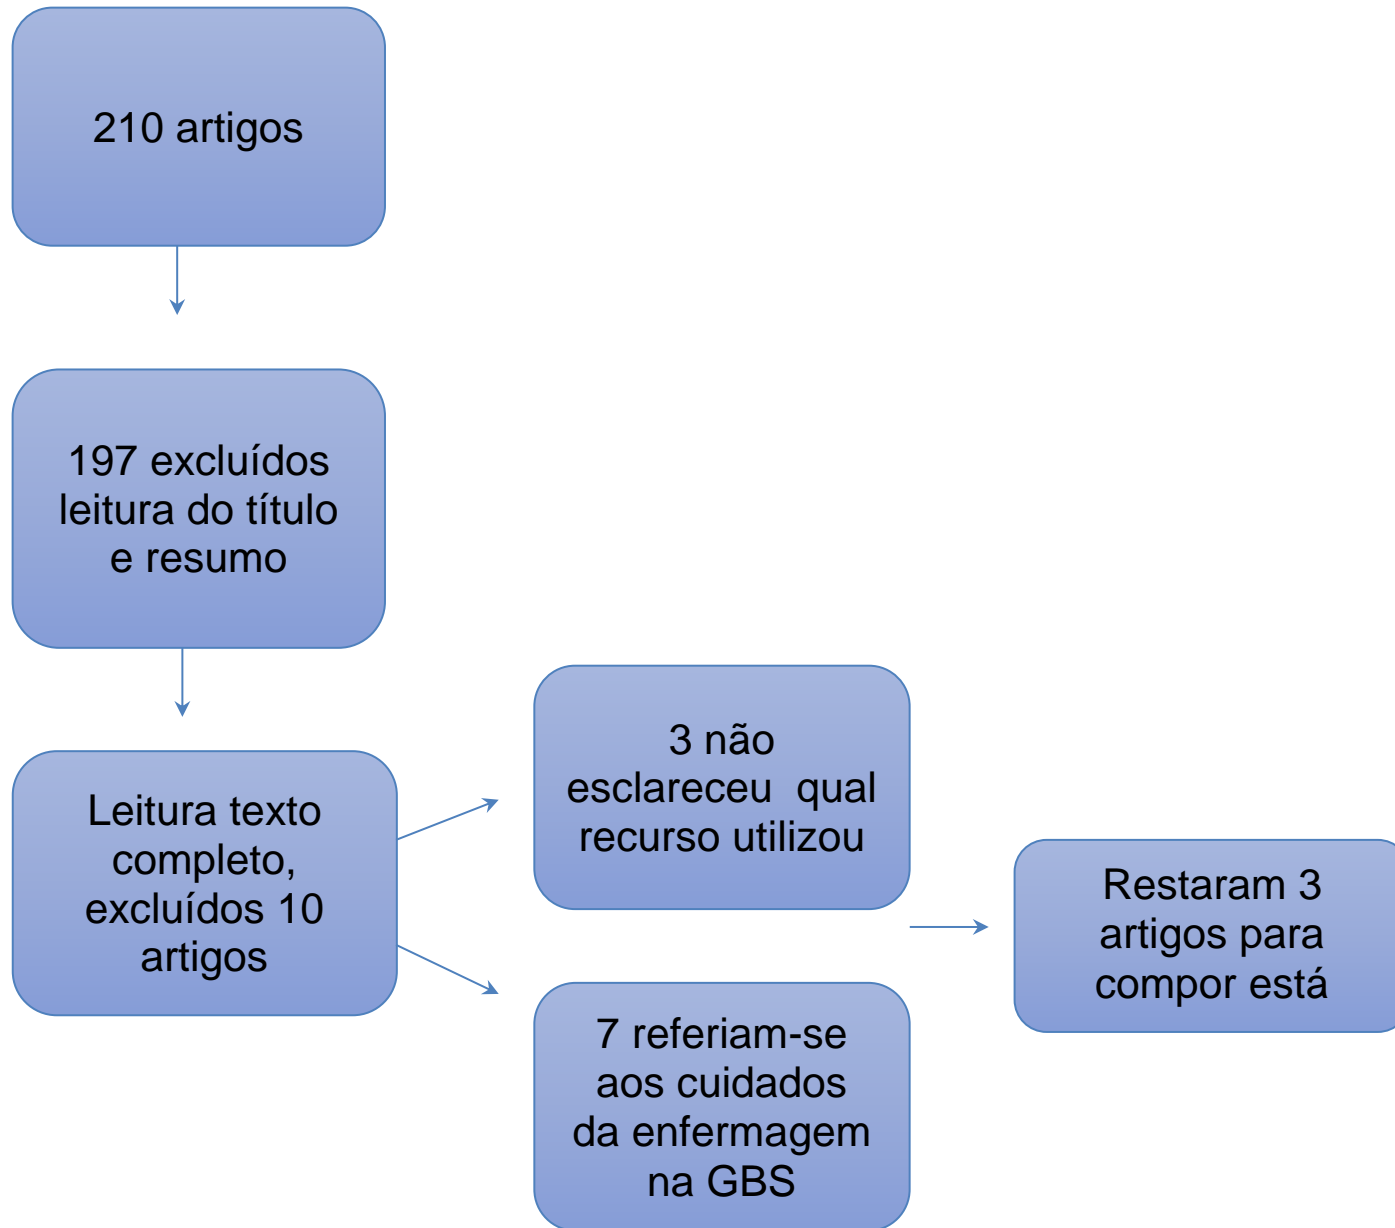 210 artigos
197 excluídos
leitura do título
e resumo
Leitura texto
completo,
excluídos 10
artigos
3 não
esclareceu  qual
recurso utilizou
7 referiam-se
aos cuidados
da enfermagem
na GBS
Restaram 3
artigos para
compor está